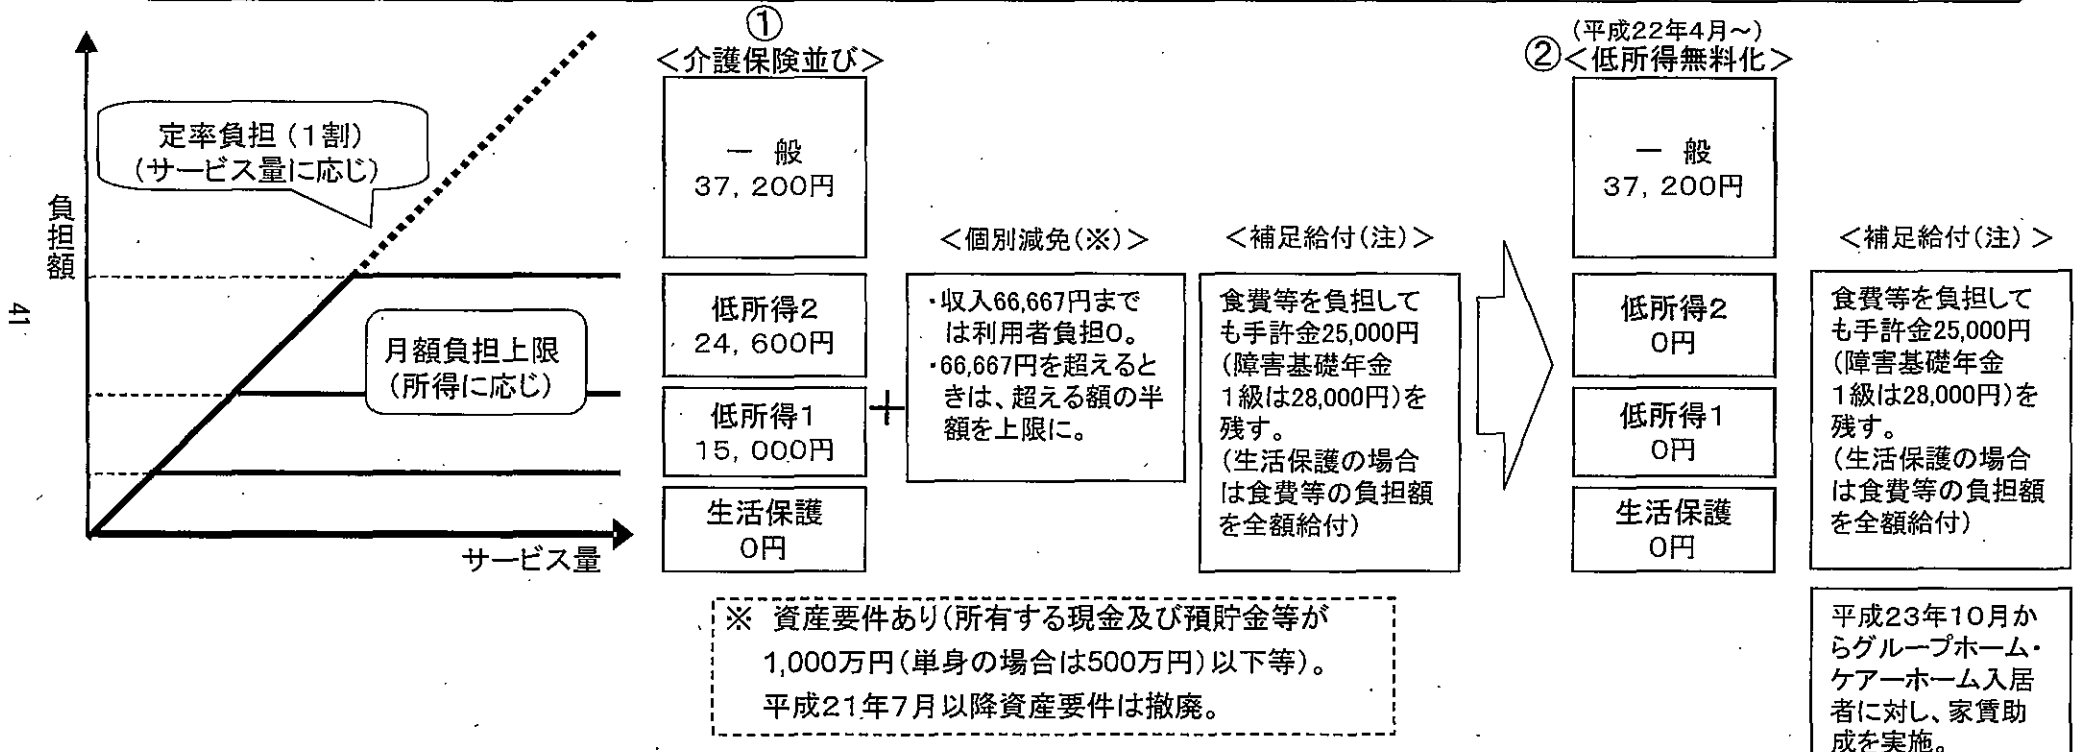 ①
＜介護保険並び＞
(平成22年4月～)
②＜低所得無料化＞
定率負担（1割）
（サービス量に応じ）
負担額
月額負担上限
（所得に応じ）
サービス量
一 般
37，200円
低所得2
24，600円
低所得1
15，000円
生活保護
0円
＋
＜個別減免(※)＞
・収入66,667円まで
は利用者負担0。
・66,667円を超えると
きは、超える額の半
額を上限に。
＜補足給付(注)＞
食費等を負担して
も手許金25,000円
（障害基礎年金
1級は28,000円）を
残す。
（生活保護の場合
は食費等の負担額
を全額給付）
一 般
37，200円
低所得2
0円
低所得1
0円
生活保護
0円
＜補足給付(注)＞
食費等を負担して
も手許金25,000円
（障害基礎年金
1級は28,000円）を
残す。
（生活保護の場合
は食費等の負担額
を全額給付）
※ 資産要件あり（所有する現金及び預貯金等が
1,000万円（単身の場合は500万円）以下等）。
平成21年7月以降資産要件は撤廃。
平成23年10月か
らグループホーム・
ケアーホーム入居
者に対し、家賃助
成を実施。
41